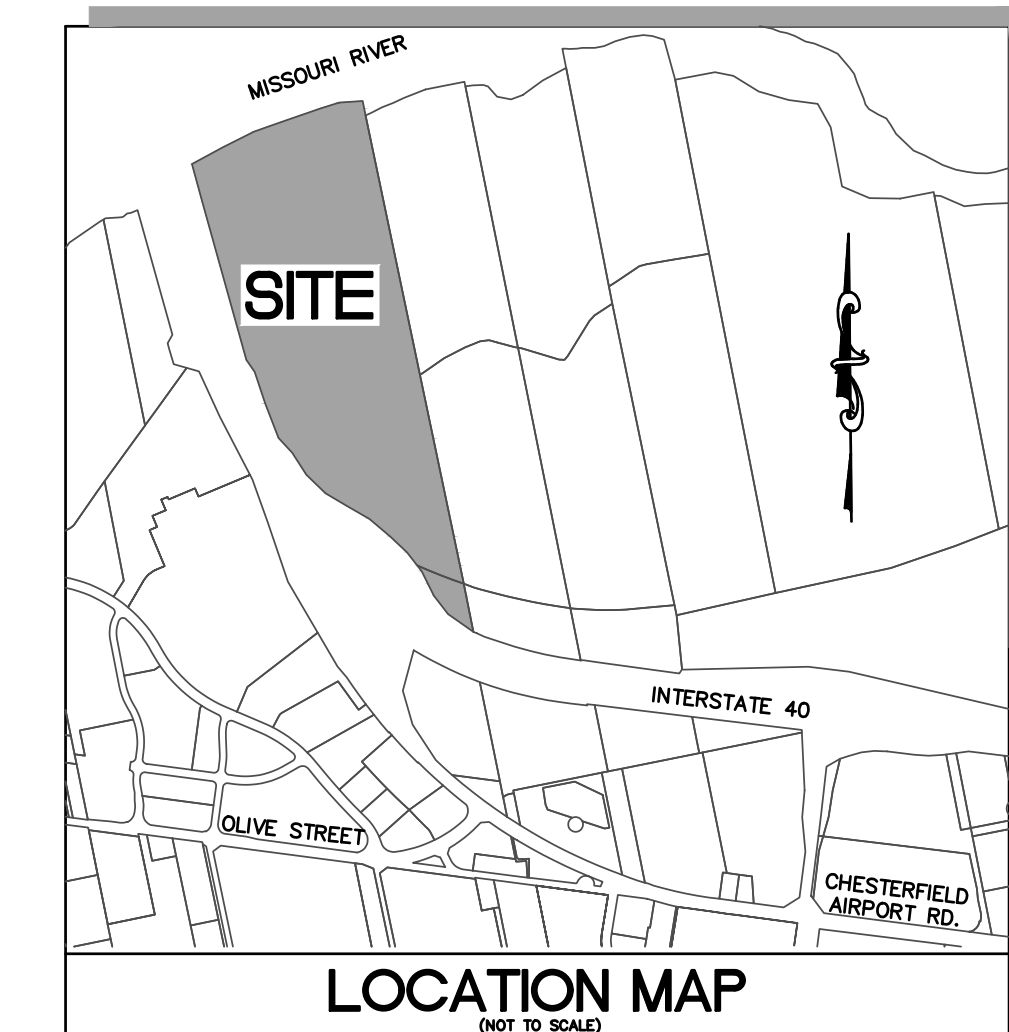 MISSOURI RIVER
SITE
INTERSTATE 40
OLIVE STREET
CHESTERFIELD
AIRPORT RD.
LOCATION MAP
(NOT TO SCALE)